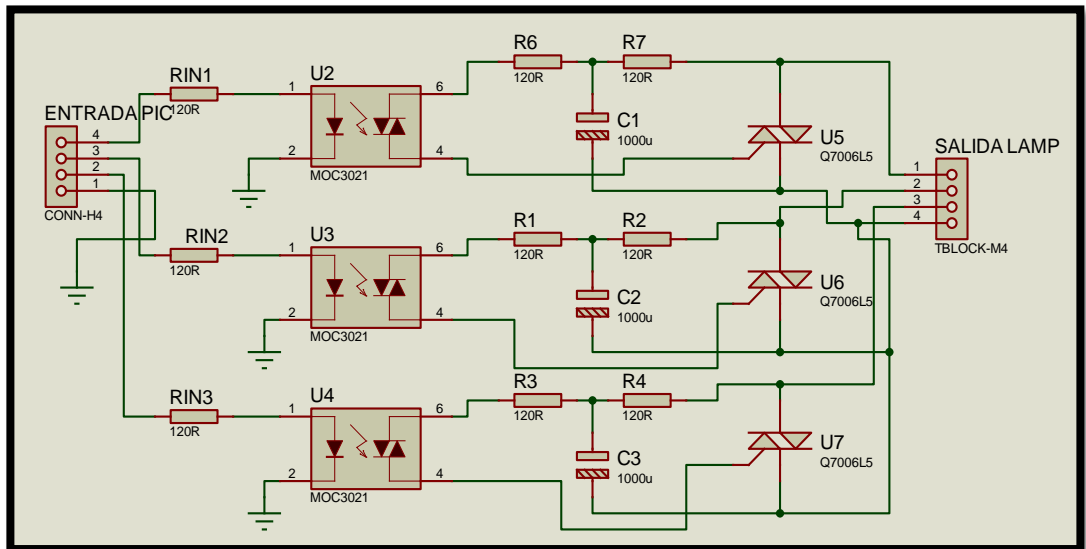 ENTRADA PIC
4
3
2
1
CONN-H4
RIN1
120R
U2
1
2
6
4
MOC3021
R6
120R
R7
120R
C1
1000u
U5
Q7006L5
SALIDA LAMP
1
2
3
4
TBLOCK-M4
RIN2
120R
U3
1
2
6
4
MOC3021
R1
120R
R2
120R
C2
1000u
U6
Q7006L5
RIN3
120R
U4
1
2
6
4
MOC3021
R3
120R
R4
120R
C3
1000u
U7
Q7006L5